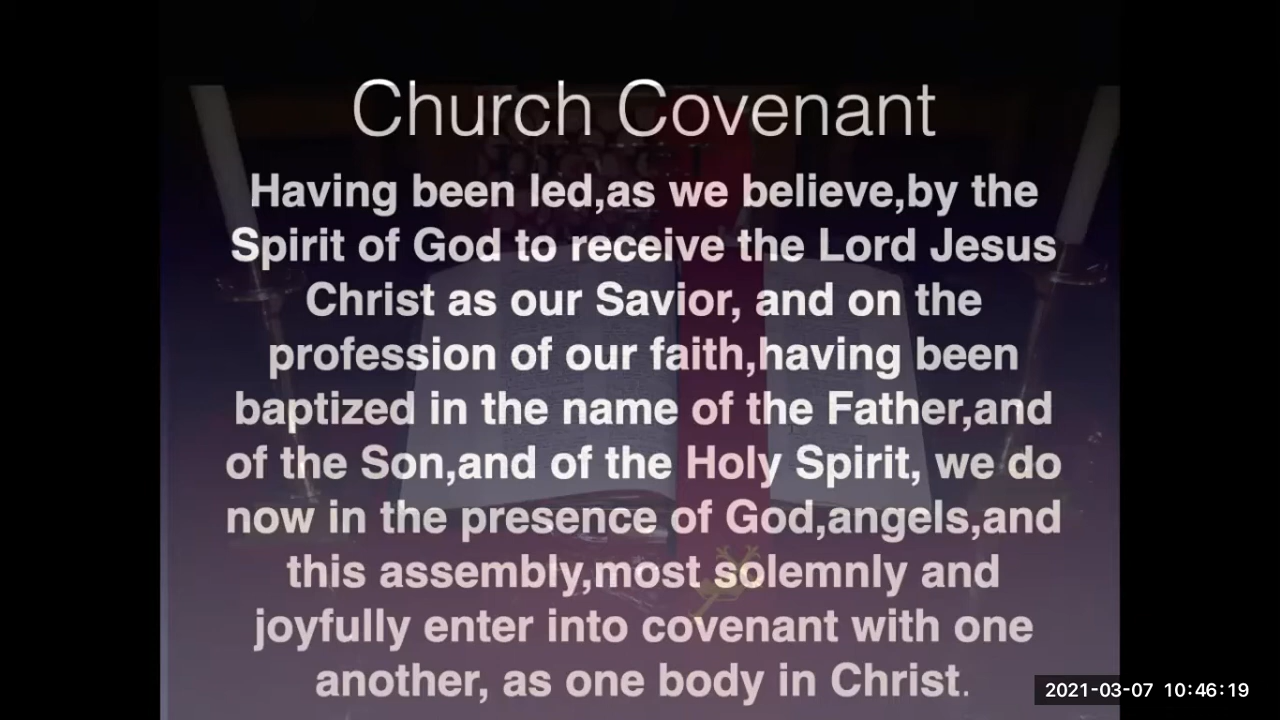 Church Covenant
Having been led,as we believe,by the
Spirit of God to receive the Lord Jesus
Christ as our Savior, and on the
profession of our faith,having been
baptized in the name of the Father,and
of the Son,and of the Holy Spirit, we do
now in the presence of God,angels,and
this assembly,most solemnly and
joyfully enter into covenant with one
another, as one body in Christ.
2021-03-07 10:46:19